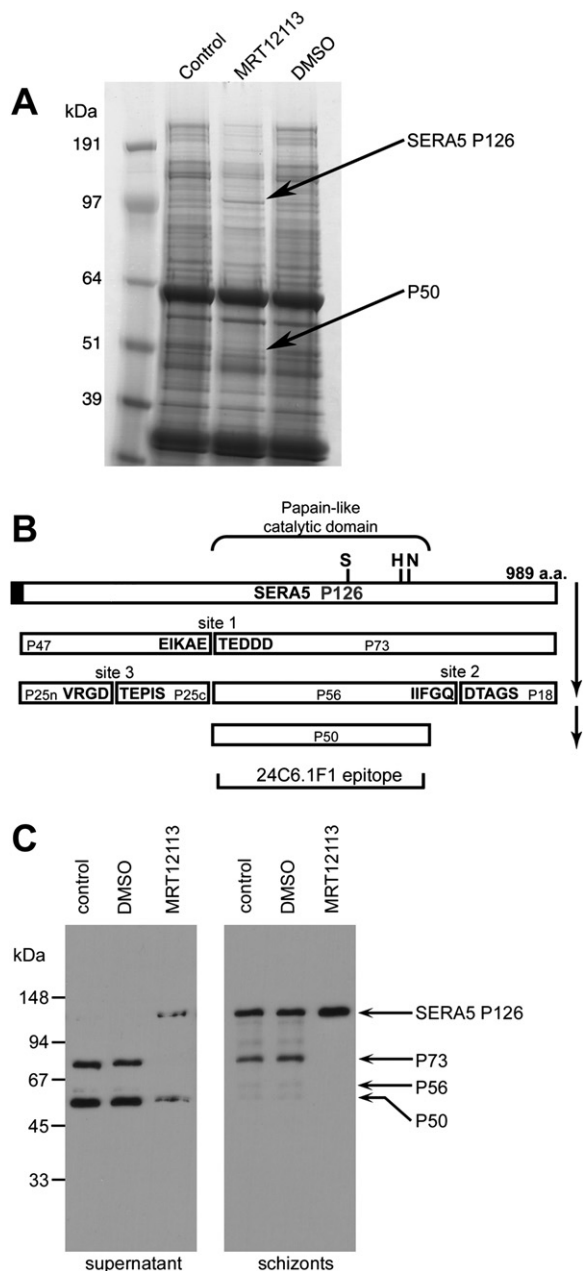 A
kDa
Control
MRT12113
DMSO
191
97
64
51
39
SERA5 P126
P50
B
Papain-like
catalytic domain
S H N
989 a.a.
SERA5 P126
site 1
P47 EIKAE TEDDD P73
site 3 site 2
P25n VRGD TEPIS P25c P56 IIFGQ DTAGS P18
P50
24C6.1F1 epitope
C
kDa
control
DMSO
MRT12113
control
DMSO
MRT12113
148
94
67
45
33
SERA5 P126
P73
P56
P50
supernatant schizonts